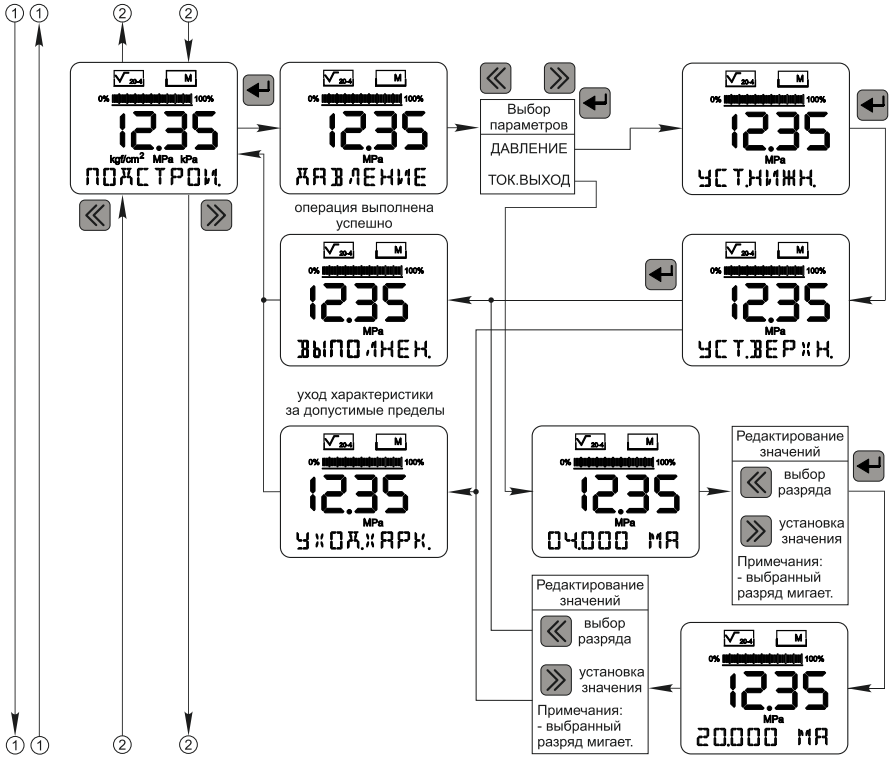 1 1 2 2
√ 20-4 M
0% 100%
12.35
kgf/cm² MPa kPa
ПОДСТРОИ.
√ 20-4 M
0% 100%
12.35
MPa
ДАВЛЕНИЕ
Выбор
параметров
ДАВЛЕНИЕ
ТОК.ВЫХОД
√ 20-4 M
0% 100%
12.35
MPa
УСТ.НИЖН.
операция выполнена
успешно
√ 20-4 M
0% 100%
12.35
MPa
ВЫПОЛНЕН.
√ 20-4 M
0% 100%
12.35
MPa
УСТ.ВЕРХН.
уход характеристики
за допустимые пределы
√ 20-4 M
0% 100%
12.35
MPa
УХОД.ХАРК.
√ 20-4 M
0% 100%
12.35
MPa
04.000 МА
Редактирование
значений
выбор
разряда
установка
значения
Примечания:
- выбранный
разряд мигает.
Редактирование
значений
выбор
разряда
установка
значения
Примечания:
- выбранный
разряд мигает.
√ 20-4 M
0% 100%
12.35
MPa
20.000 МА
1 1 2 2